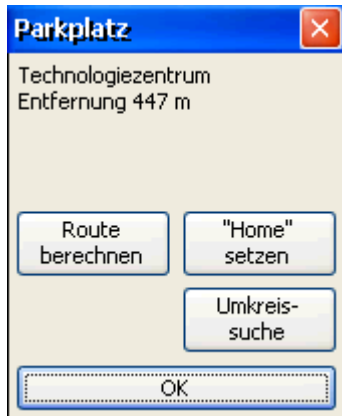 Parkplatz
Technologiezentrum
Entfernung 447 m
Route
berechnen
"Home"
setzen
Umkreis-
suche
OK